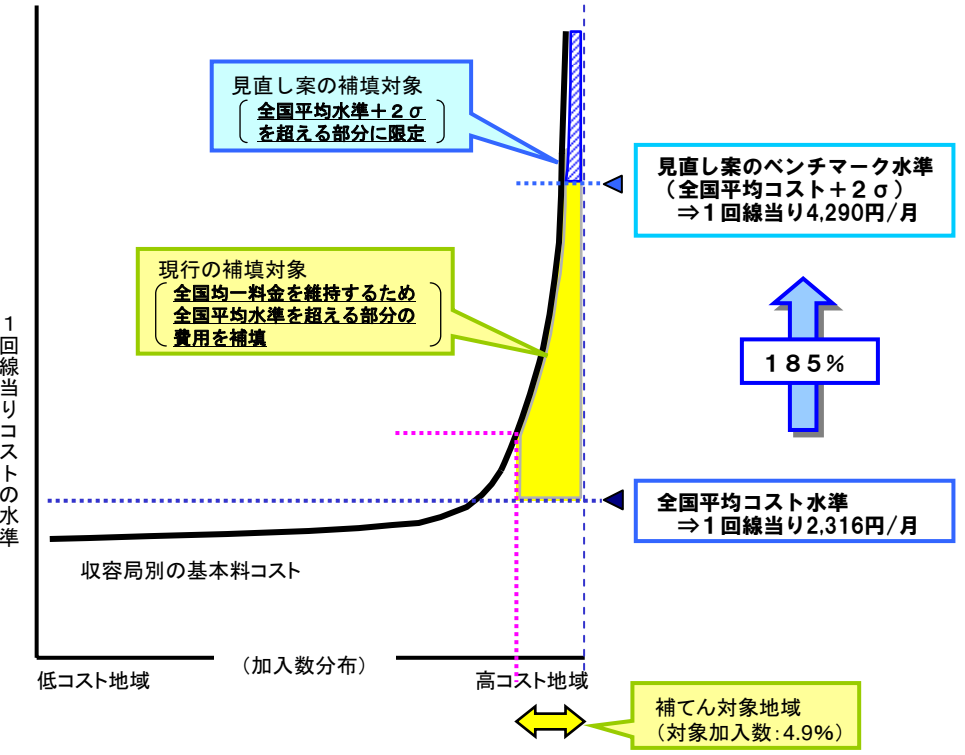 見直し案の補填対象
全国平均水準＋２σ
を超える部分に限定
見直し案のベンチマーク水準
（全国平均コスト＋２σ）
⇒１回線当り4,290円/月
現行の補填対象
全国均一料金を維持するため
全国平均水準を超える部分の
費用を補填
１８５%
１回線当りコストの水準
全国平均コスト水準
⇒１回線当り2,316円/月
収容局別の基本料コスト
（加入数分布）
低コスト地域
高コスト地域
補てん対象地域
（対象加入数：4.9%）